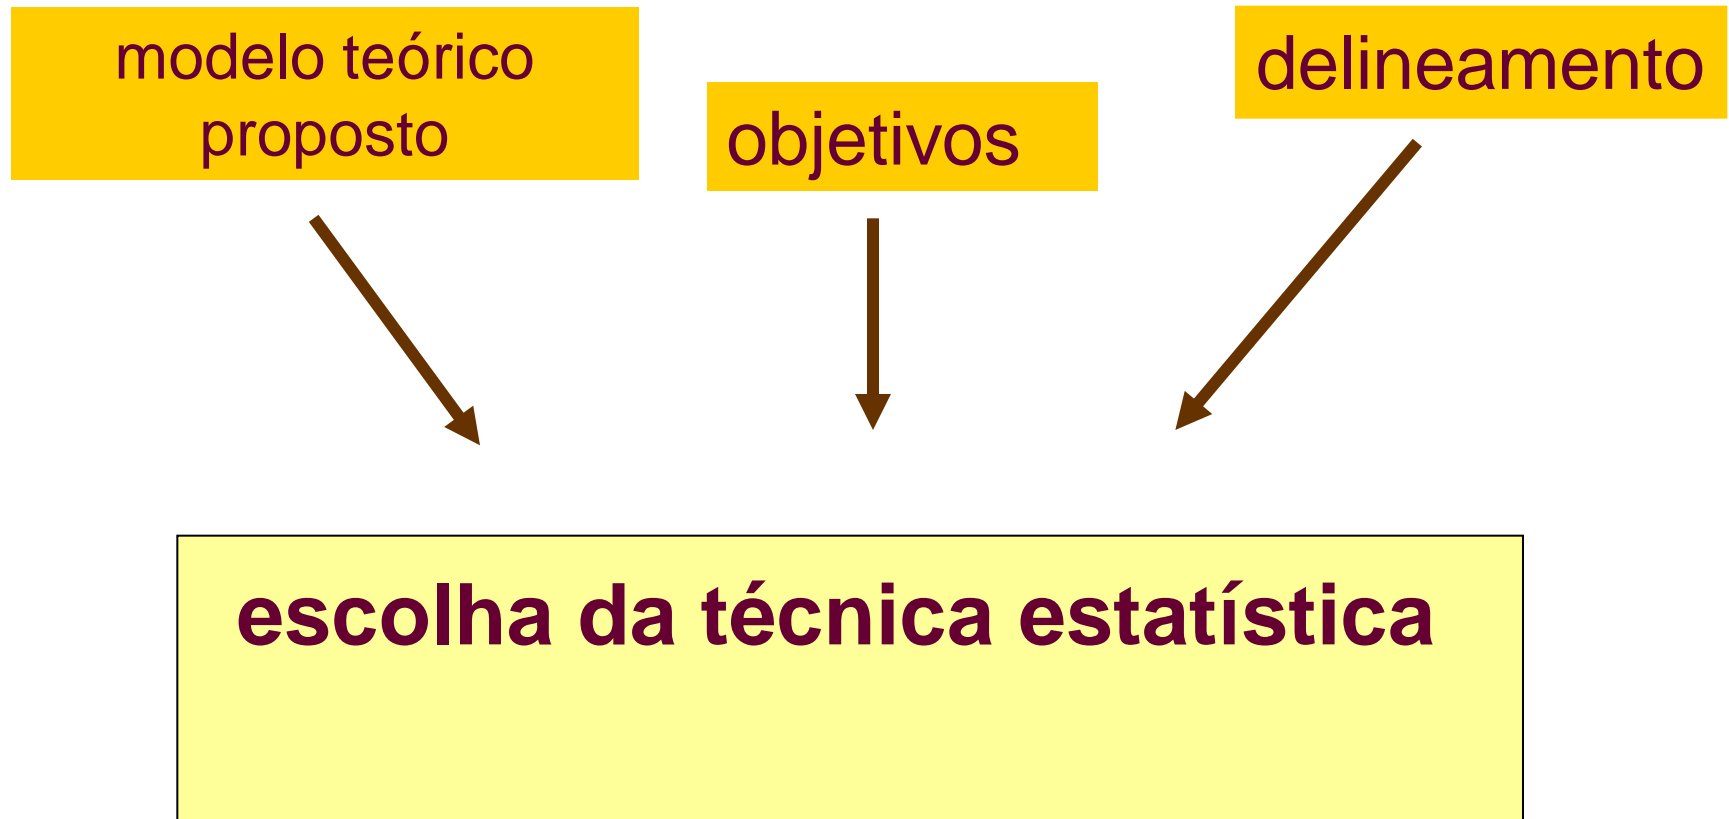 modelo teórico
proposto
objetivos
delineamento
escolha da técnica estatística